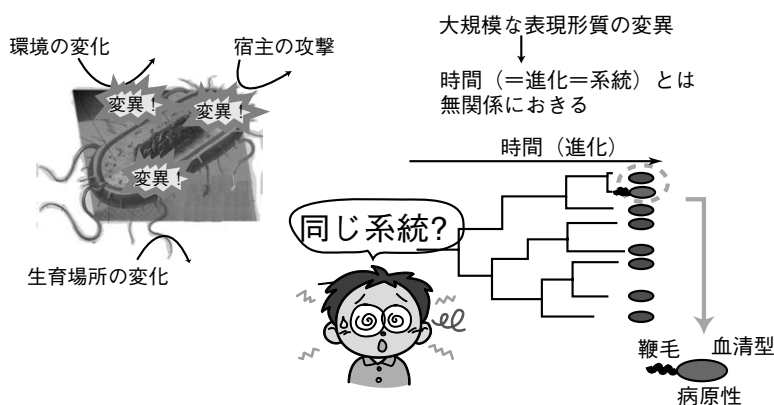 環境の変化
宿主の攻撃
変異!
変異!
変異!
生育場所の変化
大規模な表現形質の変異
時間(=進化=系統)とは
無関係におきる
時間(進化)
同じ系統?
鞭毛
血清型
病原性